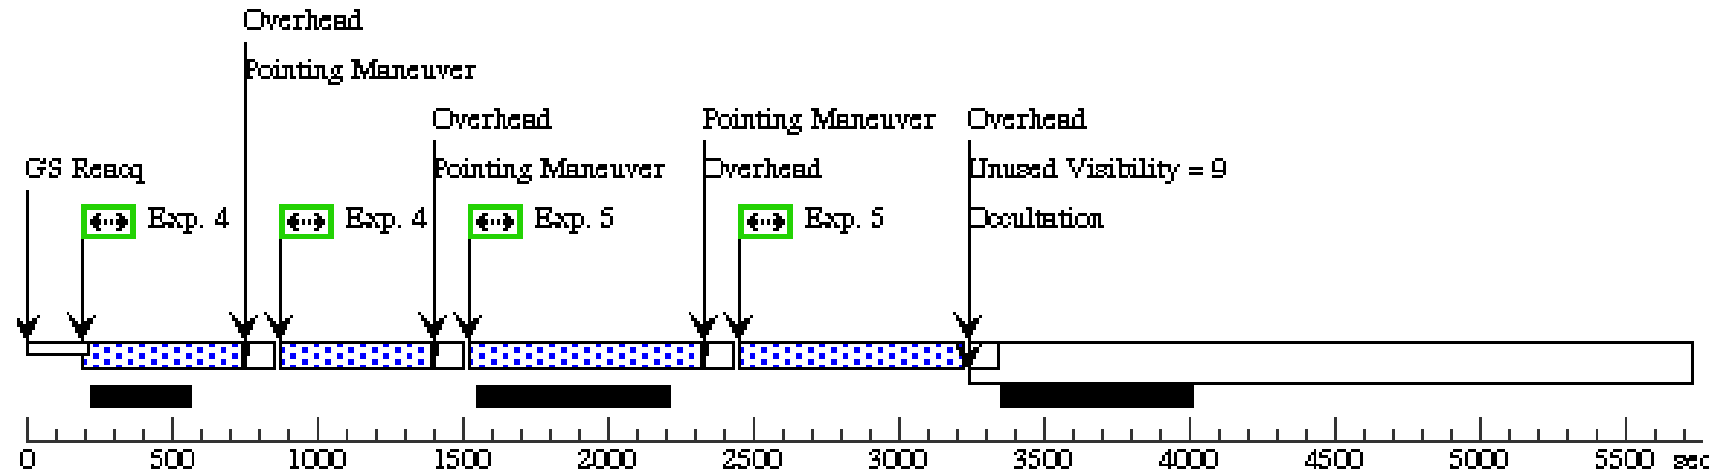 Overhead
Pointing Maneuver
Overhead
Pointing Maneuver
Overhead
GS Reacq
Pointing Maneuver
Overhead
Unused Visibility = 9
Exp. 4
Exp. 4
Exp. 5
Exp. 5
Occultation
0 500 1000 1500 2000 2500 3000 3500 4000 4500 5000 5500 sec